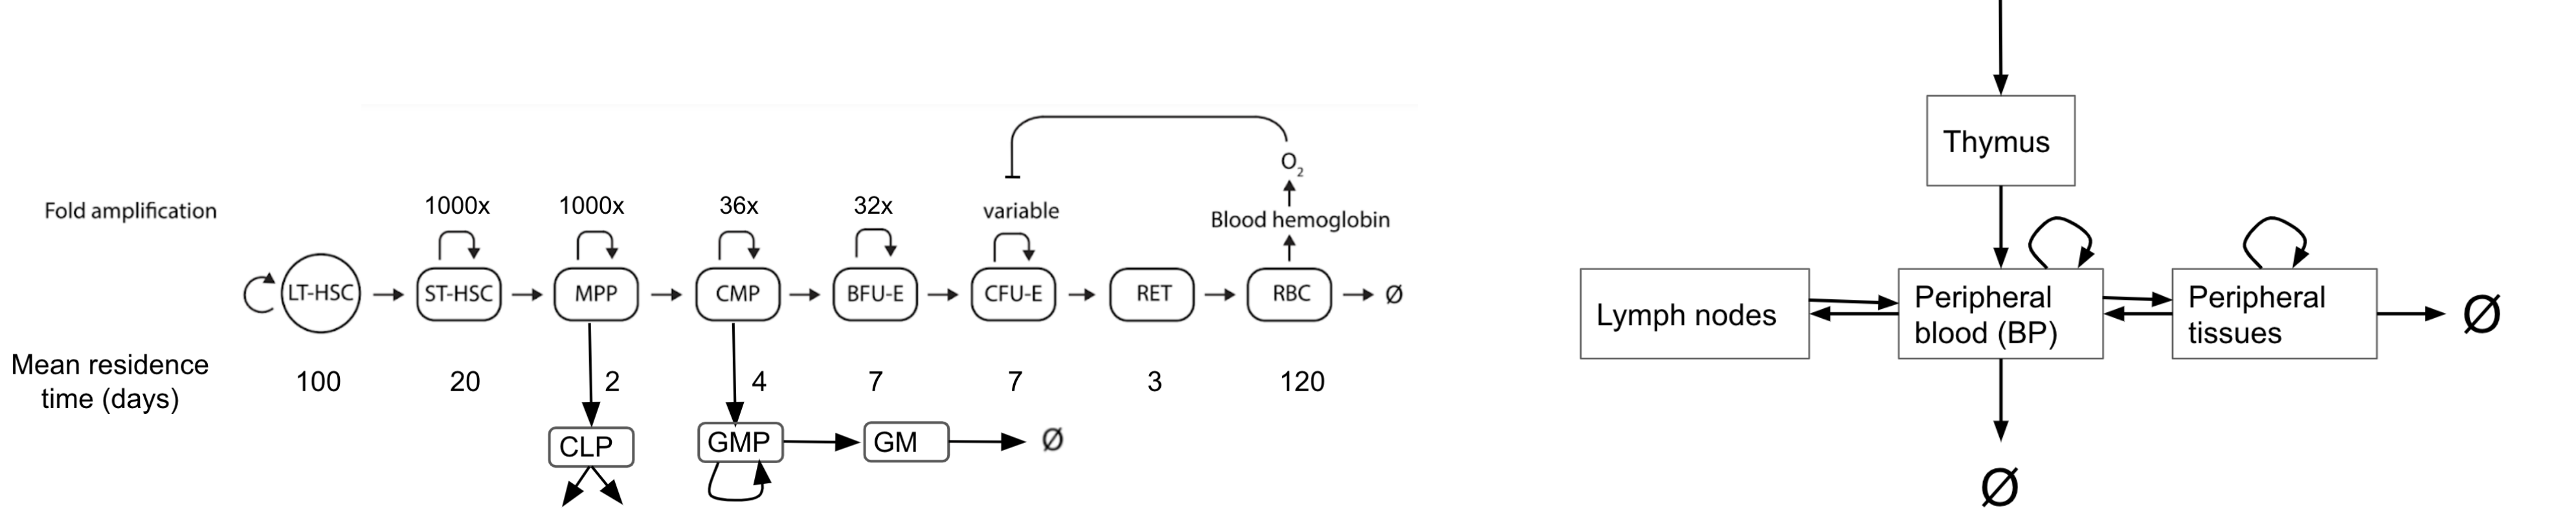 Fold amplification
1000x
1000x
36x
32x
variable
O₂
Blood hemoglobin
LT-HSC
ST-HSC
MPP
CMP
BFU-E
CFU-E
RET
RBC
Ø
Mean residence
time (days)
100
20
2
4
7
7
3
120
CLP
GMP
GM
Ø
Thymus
Lymph nodes
Peripheral
blood (BP)
Peripheral
tissues
Ø
Ø